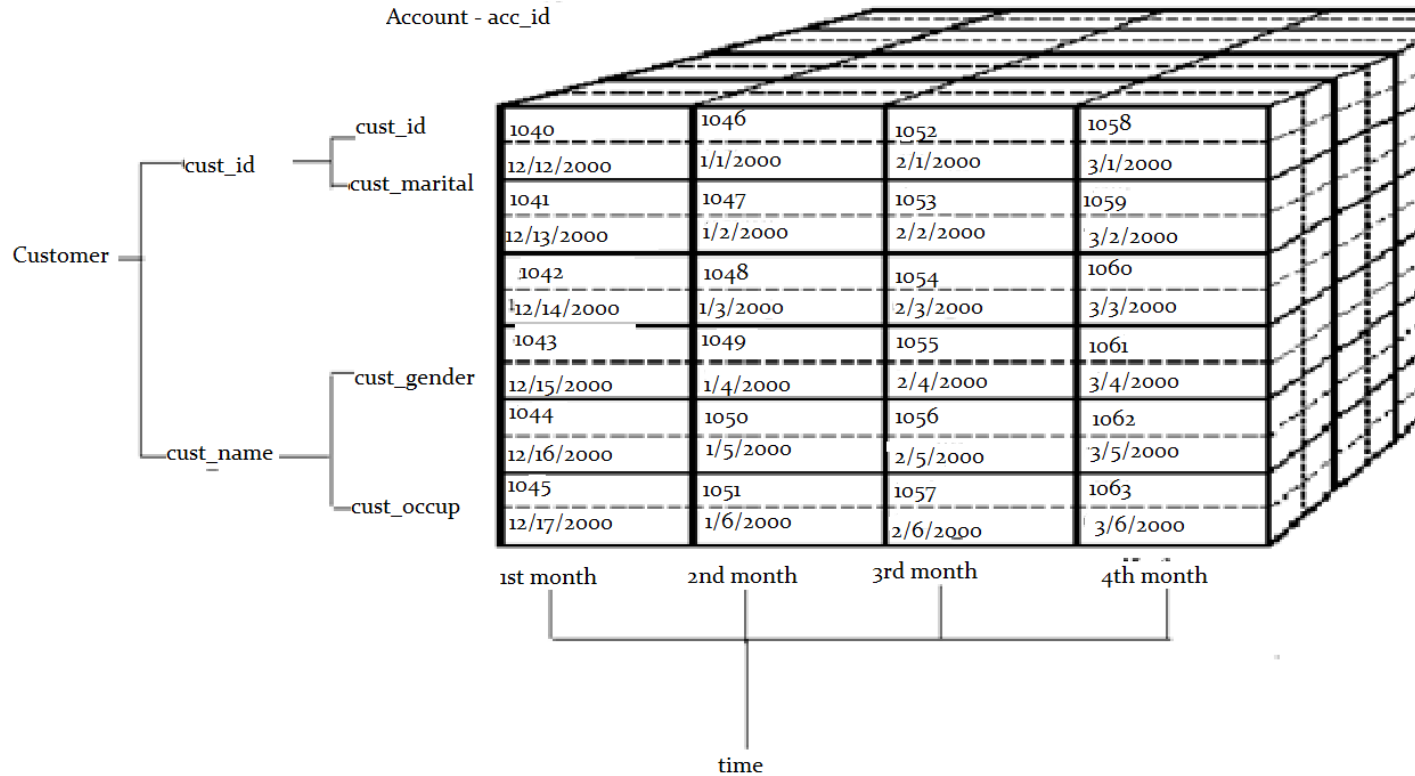 Account - acc_id
cust_id
cust_id
cust_marital
Customer
cust_gender
cust_name
cust_occup
1040 1046 1052 1058
12/12/2000 1/1/2000 2/1/2000 3/1/2000
1041 1047 1053 1059
12/13/2000 1/2/2000 2/2/2000 3/2/2000
1042 1048 1054 1060
12/14/2000 1/3/2000 2/3/2000 3/3/2000
1043 1049 1055 1061
12/15/2000 1/4/2000 2/4/2000 3/4/2000
1044 1050 1056 1062
12/16/2000 1/5/2000 2/5/2000 3/5/2000
1045 1051 1057 1063
12/17/2000 1/6/2000 2/6/2000 3/6/2000
1st month 2nd month 3rd month 4th month
time